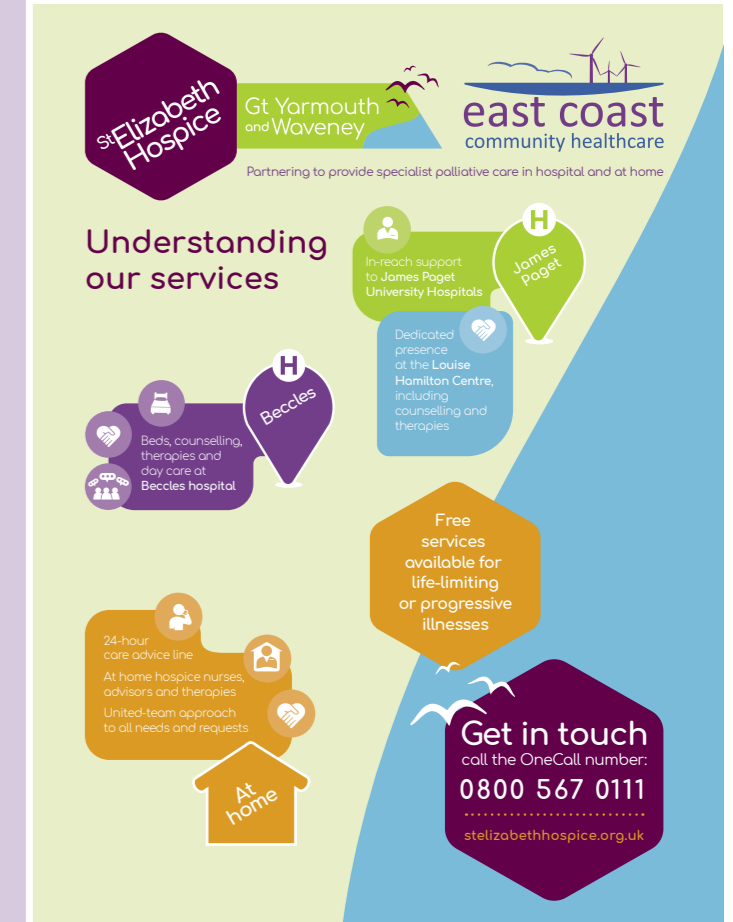 St Elizabeth
Hospice
Gt Yarmouth
and Waveney
east coast
community healthcare
Partnering to provide specialist palliative care in hospital and at home
Understanding
our services
In-reach support
to James Paget
University Hospitals
H
James
Paget
Dedicated
presence
at the Louise
Hamilton Centre,
including
counselling and
therapies
H
Beccles
Beds, counselling,
therapies and
day care at
Beccles hospital
Free
services
available for
life-limiting
or progressive
illnesses
24-hour
care advice line
At home hospice nurses,
advisors and therapies
United-team approach
to all needs and requests
At
home
Get in touch
call the OneCall number:
0800 567 0111
stelizabethhospice.org.uk